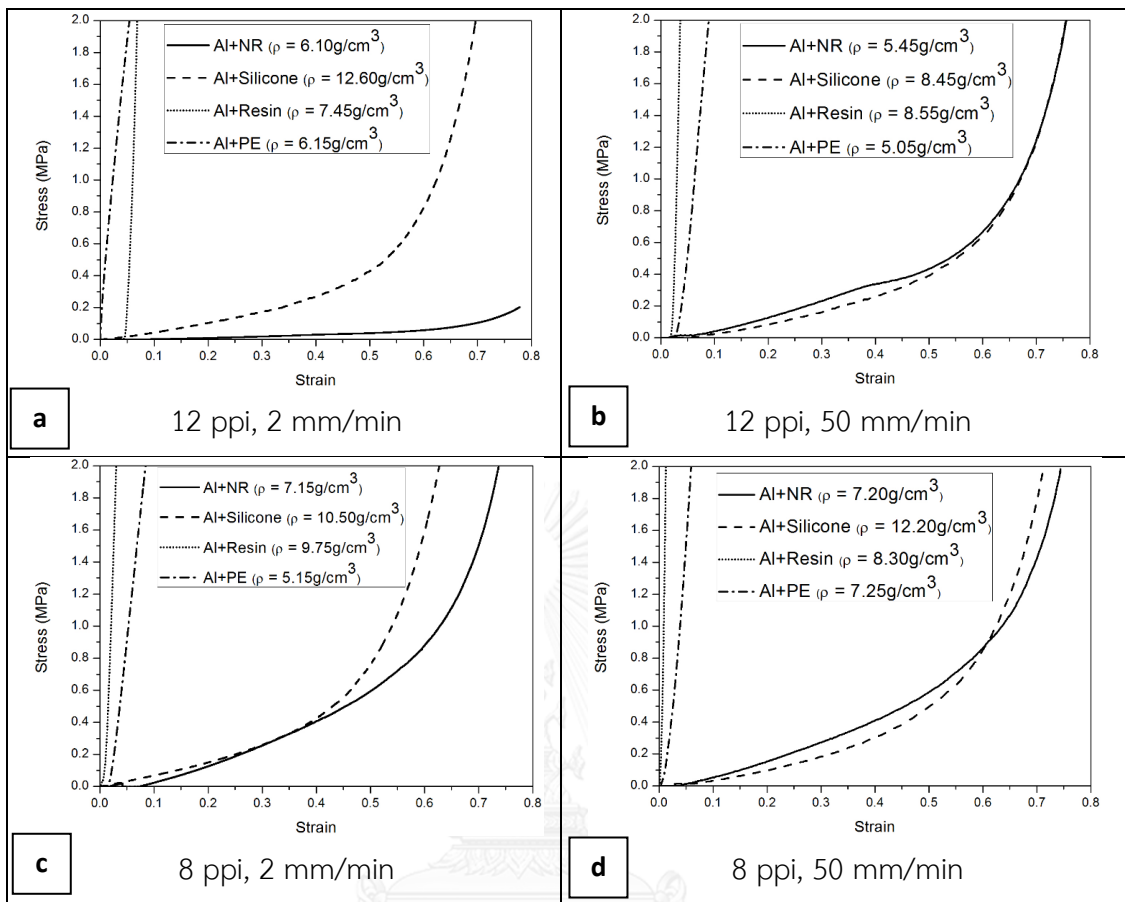 2.0
1.8
1.6
1.4
1.2
1.0
0.8
0.6
0.4
0.2
0.0
Stress (MPa)
Al+NR (ρ = 6.10g/cm³)
Al+Silicone (ρ = 12.60g/cm³)
Al+Resin (ρ = 7.45g/cm³)
Al+PE (ρ = 6.15g/cm³)
0.0 0.1 0.2 0.3 0.4 0.5 0.6 0.7 0.8
Strain
a
12 ppi, 2 mm/min
2.0
1.8
1.6
1.4
1.2
1.0
0.8
0.6
0.4
0.2
0.0
Stress (MPa)
Al+NR (ρ = 5.45g/cm³)
Al+Silicone (ρ = 8.45g/cm³)
Al+Resin (ρ = 8.55g/cm³)
Al+PE (ρ = 5.05g/cm³)
0.0 0.1 0.2 0.3 0.4 0.5 0.6 0.7 0.8
Strain
b
12 ppi, 50 mm/min
2.0
1.8
1.6
1.4
1.2
1.0
0.8
0.6
0.4
0.2
0.0
Stress (MPa)
Al+NR (ρ = 7.15g/cm³)
Al+Silicone (ρ = 10.50g/cm³)
Al+Resin (ρ = 9.75g/cm³)
Al+PE (ρ = 5.15g/cm³)
0.0 0.1 0.2 0.3 0.4 0.5 0.6 0.7 0.8
Strain
c
8 ppi, 2 mm/min
2.0
1.8
1.6
1.4
1.2
1.0
0.8
0.6
0.4
0.2
0.0
Stress (MPa)
Al+NR (ρ = 7.20g/cm³)
Al+Silicone (ρ = 12.20g/cm³)
Al+Resin (ρ = 8.30g/cm³)
Al+PE (ρ = 7.25g/cm³)
0.0 0.1 0.2 0.3 0.4 0.5 0.6 0.7 0.8
Strain
d
8 ppi, 50 mm/min